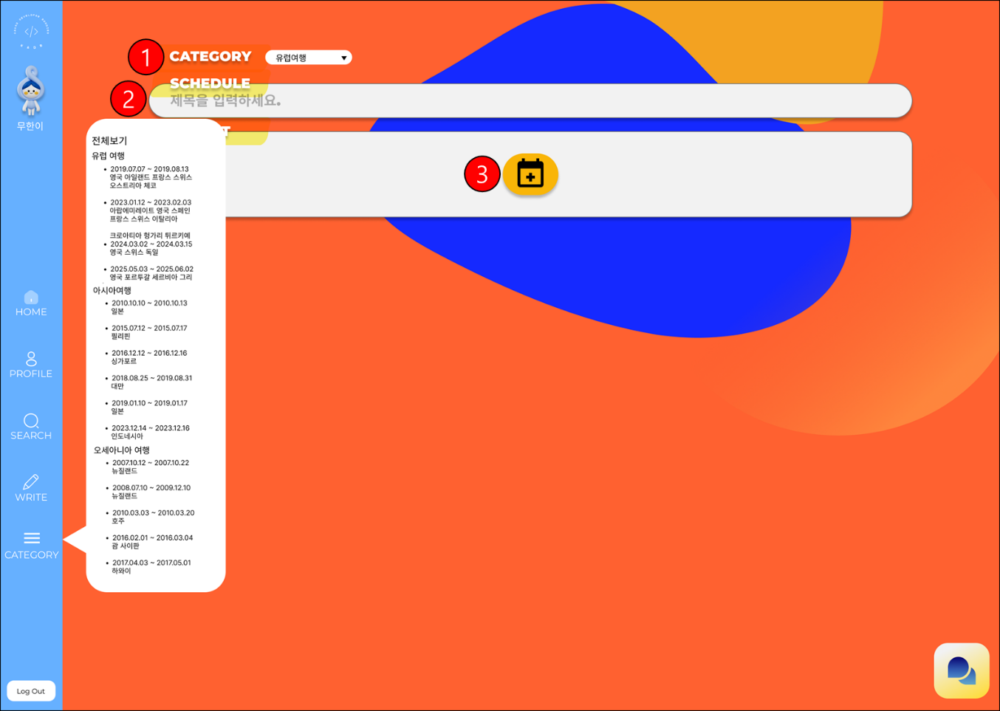 1
CATEGORY
유럽여행
2
SCHEDULE
제목을 입력하세요.
T
3
무한이
HOME
PROFILE
SEARCH
WRITE
CATEGORY
Log Out
전체보기
유럽 여행
• 2019.07.07 ~ 2019.08.13
영국 아일랜드 프랑스 스위스
오스트리아 체코
• 2023.01.12 ~ 2023.02.03
아랍에미레이트 영국 스페인
프랑스 스위스 이탈리아
크로아티아 헝가리 튀르키예
• 2024.03.02 ~ 2024.03.15
영국 스위스 독일
• 2025.05.03 ~ 2025.06.02
영국 포르투갈 세르비아 그리
아시아여행
• 2010.10.10 ~ 2010.10.13
일본
• 2015.07.12 ~ 2015.07.17
필리핀
• 2016.12.12 ~ 2016.12.16
싱가포르
• 2018.08.25 ~ 2019.08.31
대만
• 2019.01.10 ~ 2019.01.17
일본
• 2023.12.14 ~ 2023.12.16
인도네시아
오세아니아 여행
• 2007.10.12 ~ 2007.10.22
뉴질랜드
• 2008.07.10 ~ 2009.12.10
뉴질랜드
• 2010.03.03 ~ 2010.03.20
호주
• 2016.02.01 ~ 2016.03.04
괌 사이판
• 2017.04.03 ~ 2017.05.01
하와이